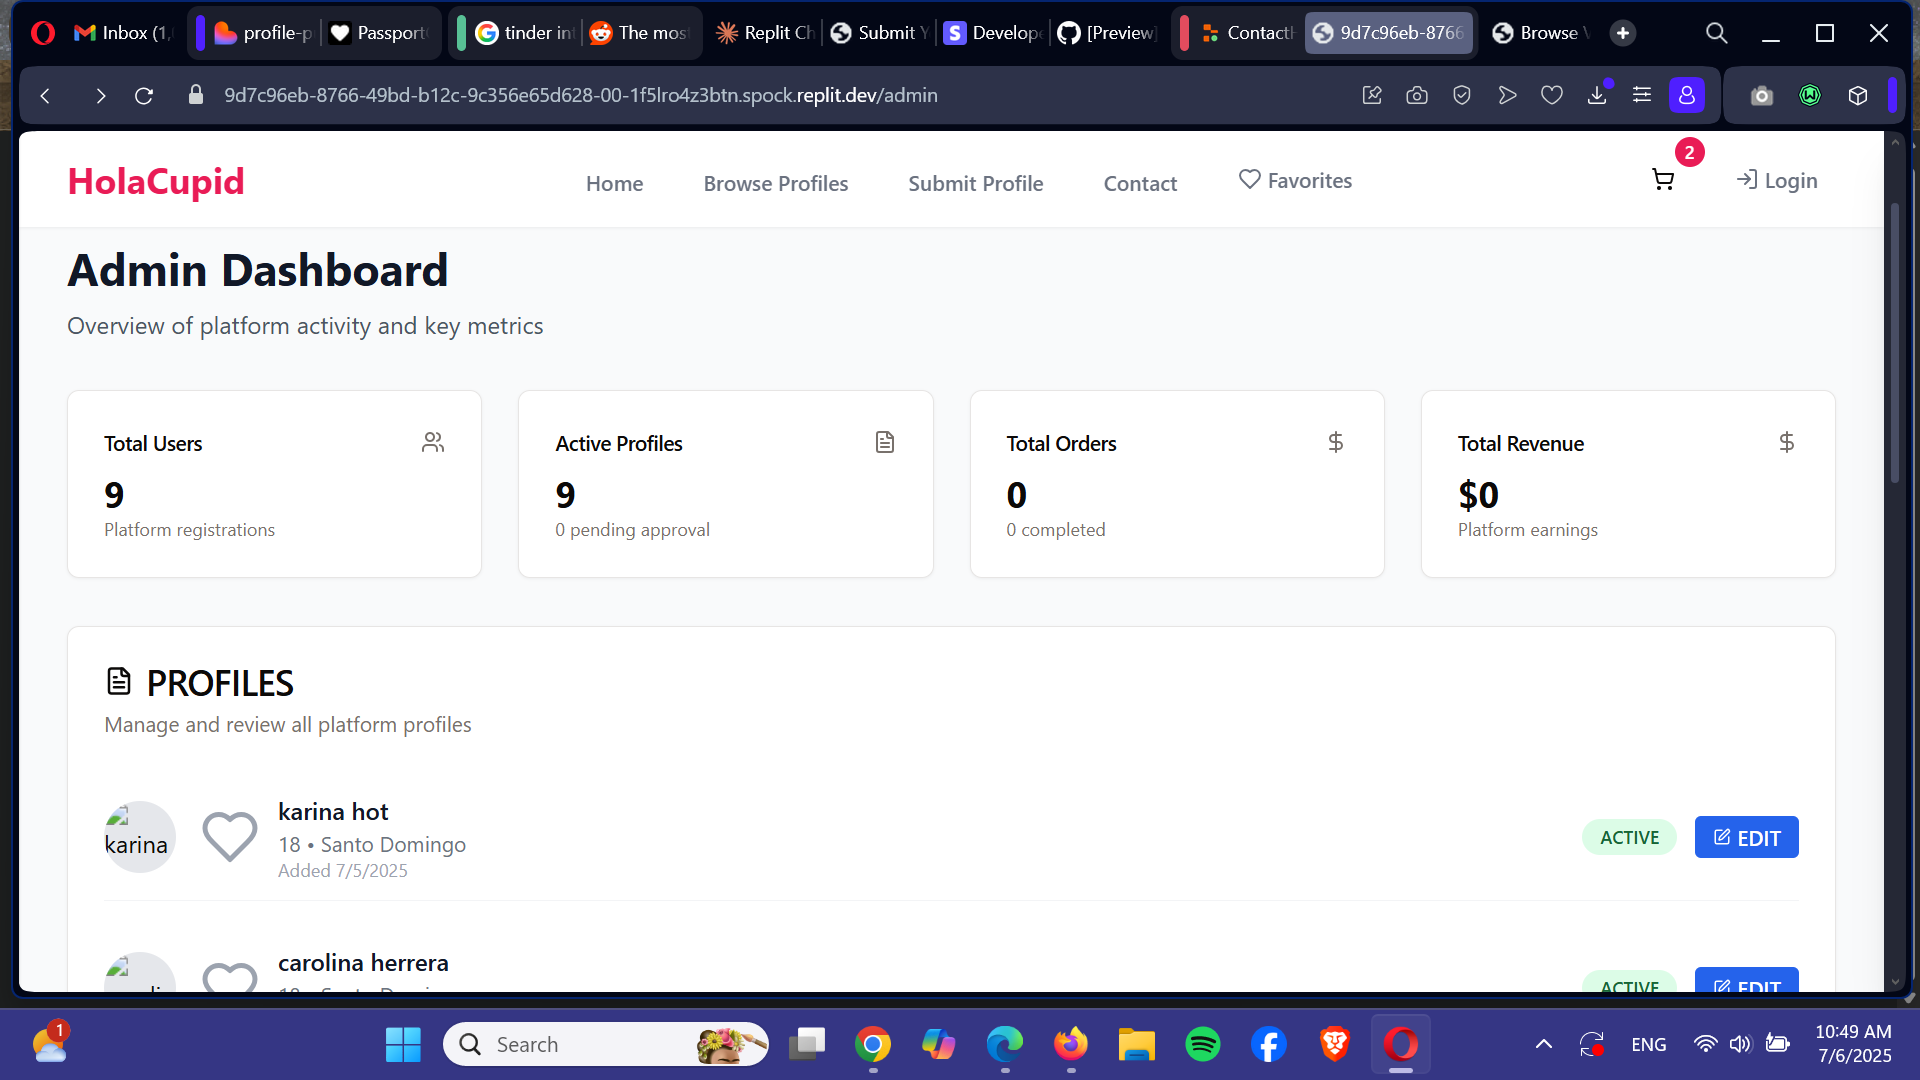 Inbox (1,
profile-p
Passport
tinder in
The mos
Replit Ch
Submit Y
Develope
[Preview]
ContactH
9d7c96eb-8766
Browse
9d7c96eb-8766-49bd-b12c-9c356e65d628-00-1f5lro4z3btn.spock.replit.dev/admin
HolaCupid
Home
Browse Profiles
Submit Profile
Contact
Favorites
2
Login
Admin Dashboard
Overview of platform activity and key metrics
Total Users
9
Platform registrations
Active Profiles
9
0 pending approval
Total Orders
$
0
0 completed
Total Revenue
$
$0
Platform earnings
PROFILES
Manage and review all platform profiles
karina
karina hot
18 • Santo Domingo
Added 7/5/2025
ACTIVE
EDIT
carolina herrera
ACTIVE
EDIT
1
Search
ENG
10:49 AM
7/6/2025